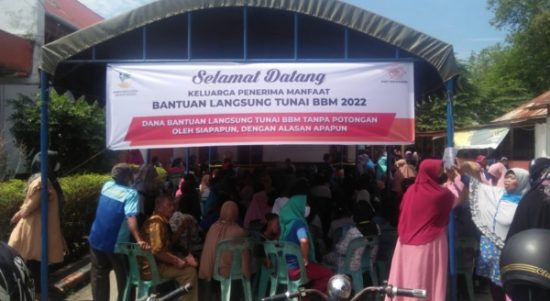 Selamat Datang
KELUARGA PENERIMA MANFAAT
BANTUAN LANGSUNG TUNAI BBM 2022
DANA BANTUAN LANGSUNG TUNAI BBM TANPA POTONGAN
OLEH SIAPAPUN, DENGAN ALASAN APAPUN